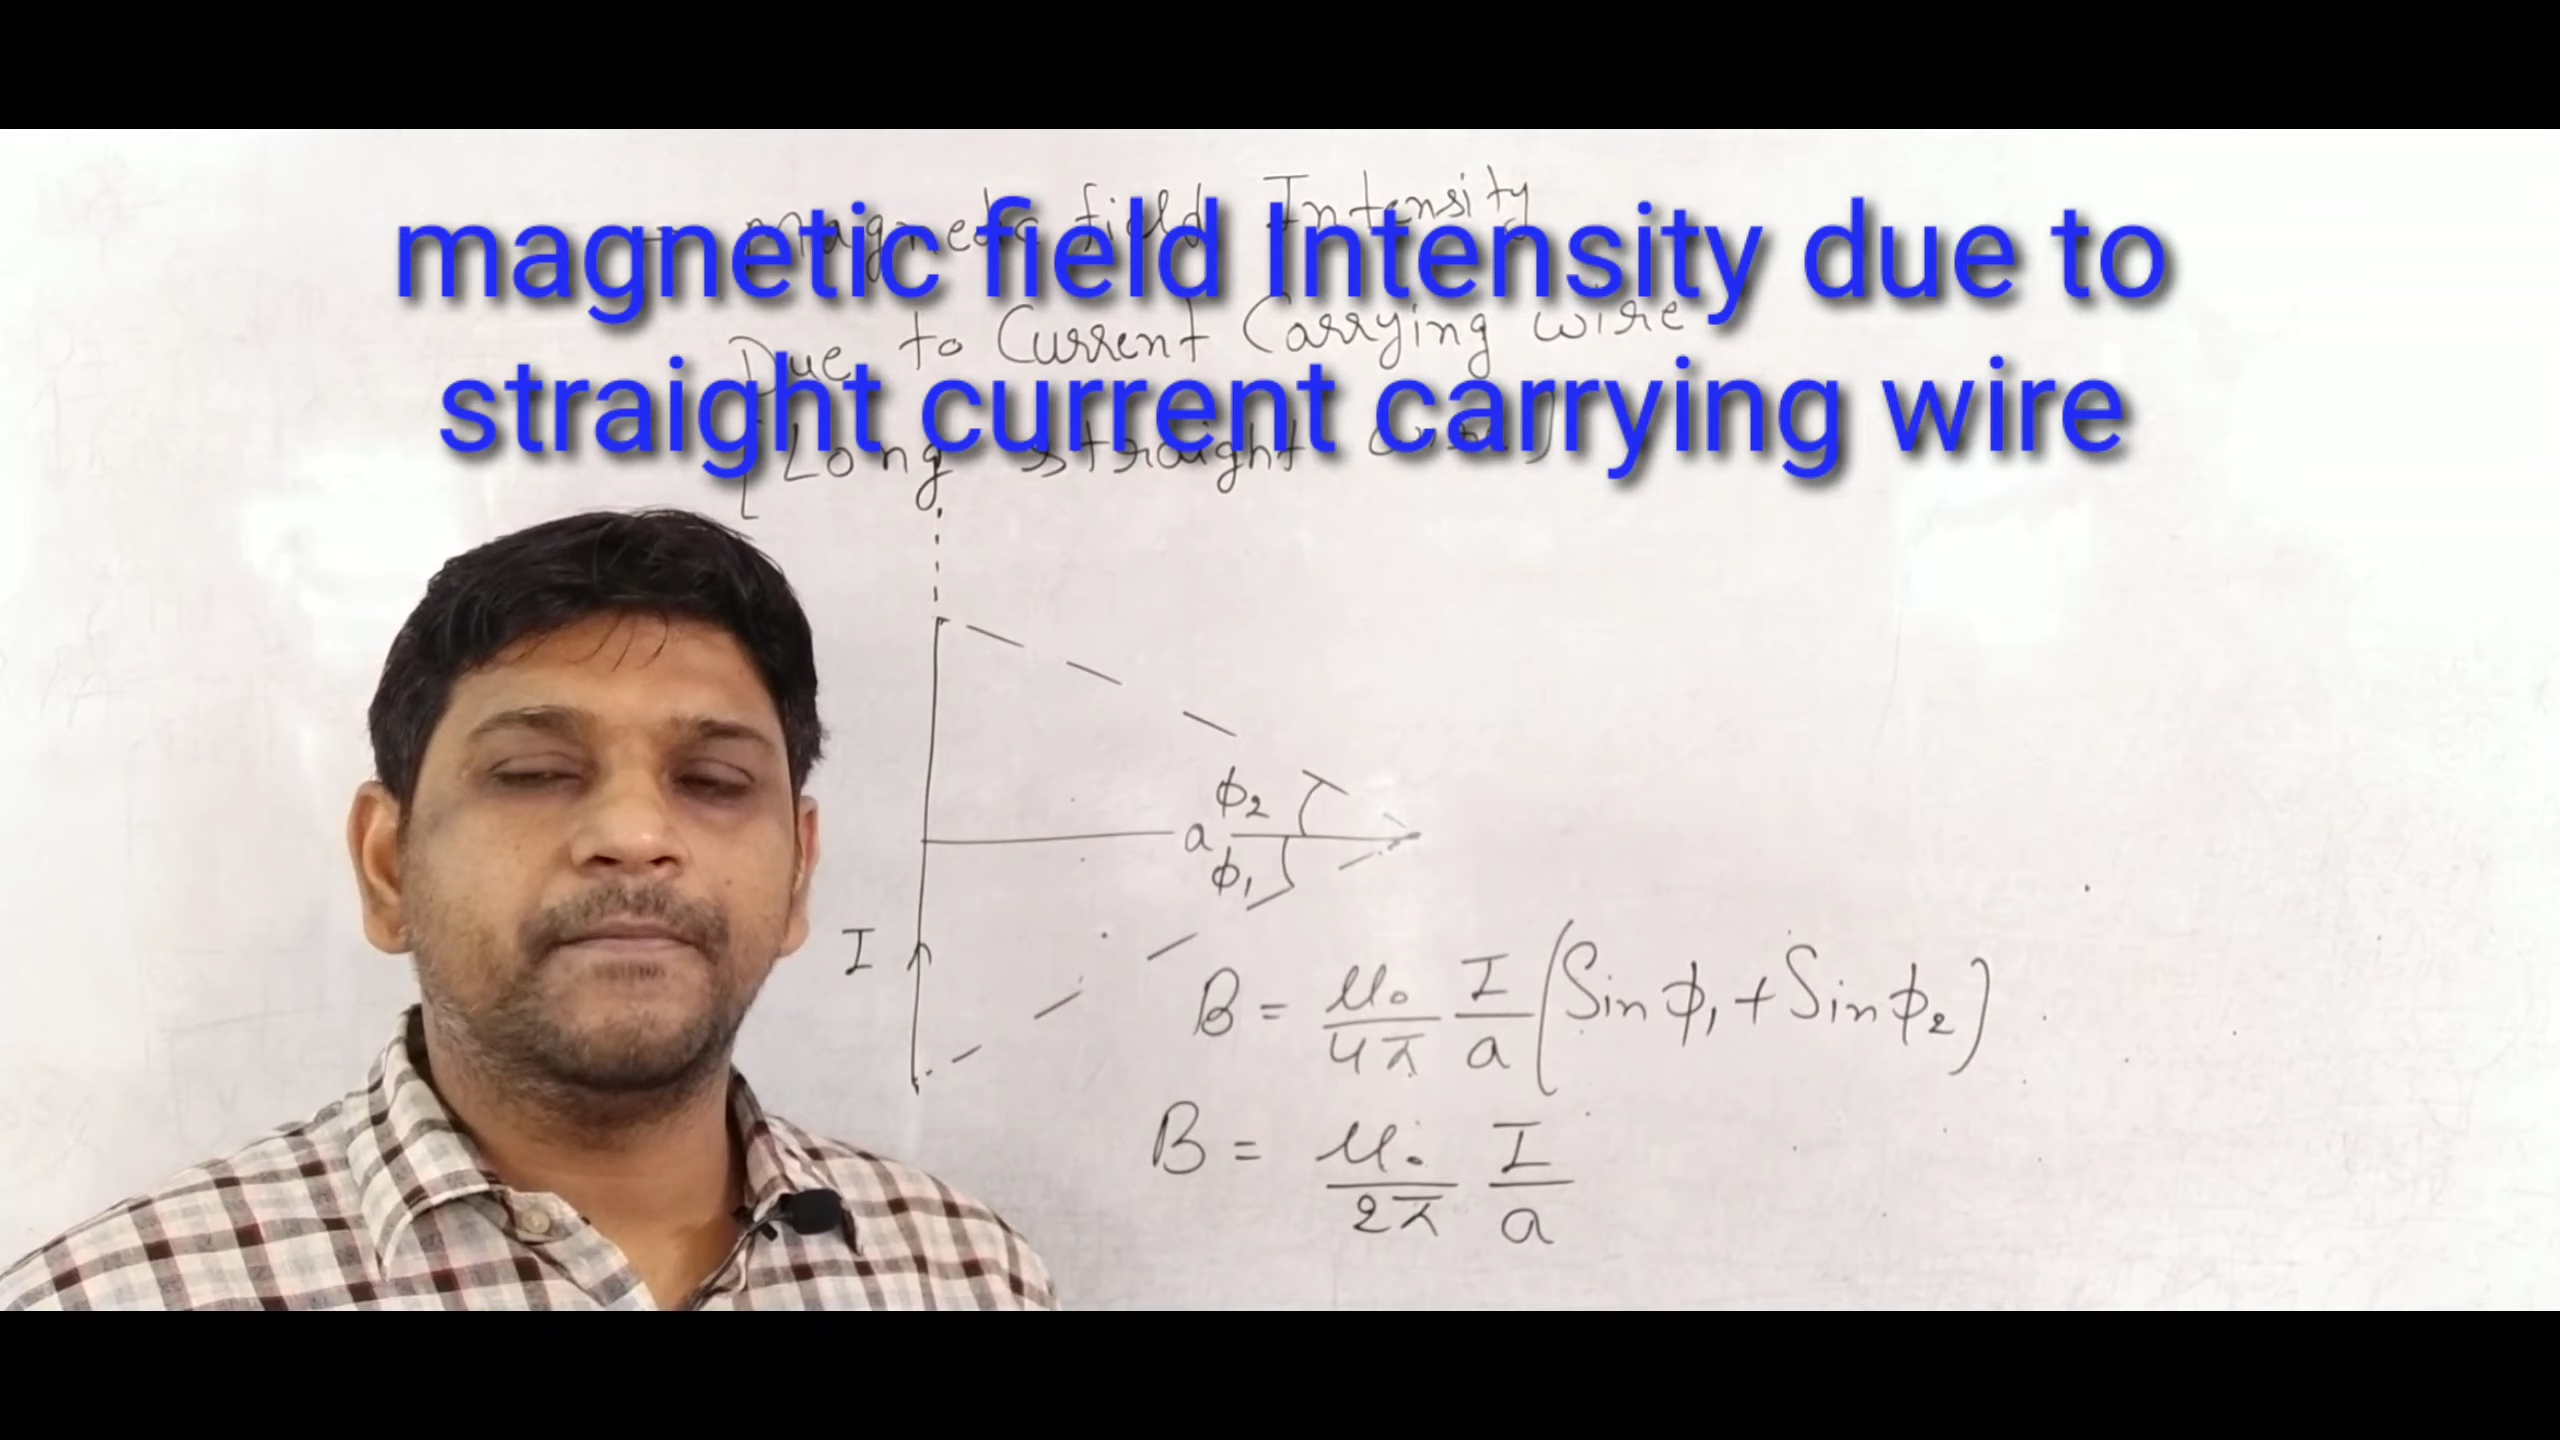 magnetic field Intensity due to
straight current carrying wire
→ Magnetic field Intensity
Due to Current Carrying wire
[Long straight wire]
ϕ₂
a
ϕ₁
I
B = μ₀/4π I/a (Sin ϕ₁ + Sin ϕ₂)
B = μ₀/2π I/a